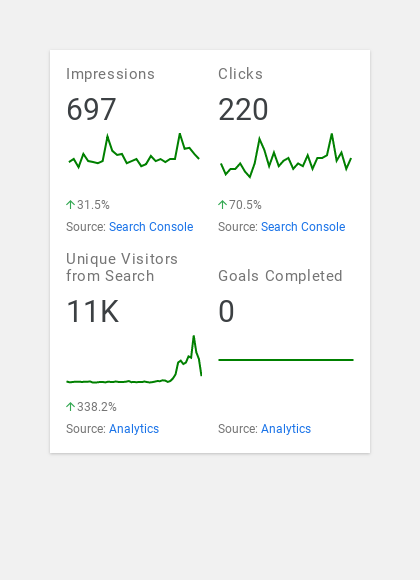 Impressions
697
↑31.5%
Source: Search Console
Clicks
220
↑70.5%
Source: Search Console
Unique Visitors
from Search
11K
↑338.2%
Source: Analytics
Goals Completed
0
Source: Analytics